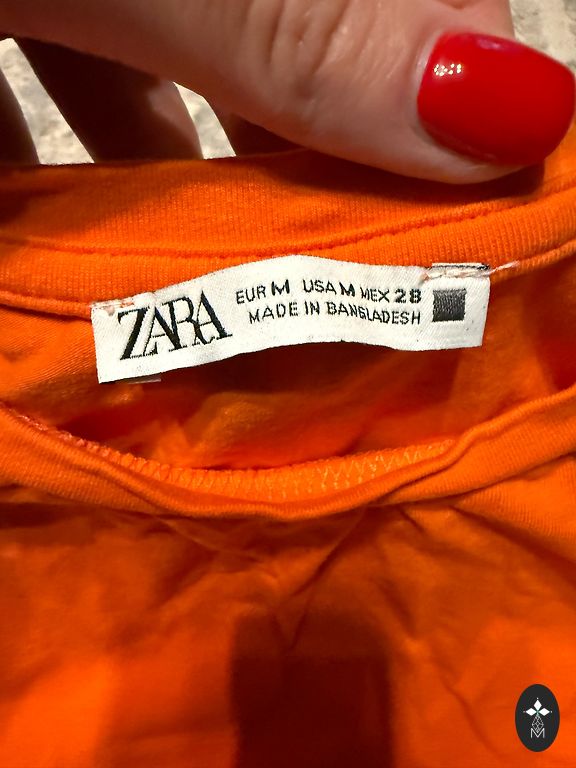 ZARA
EUR M USA M MEX 28
MADE IN BANGLADESH
M